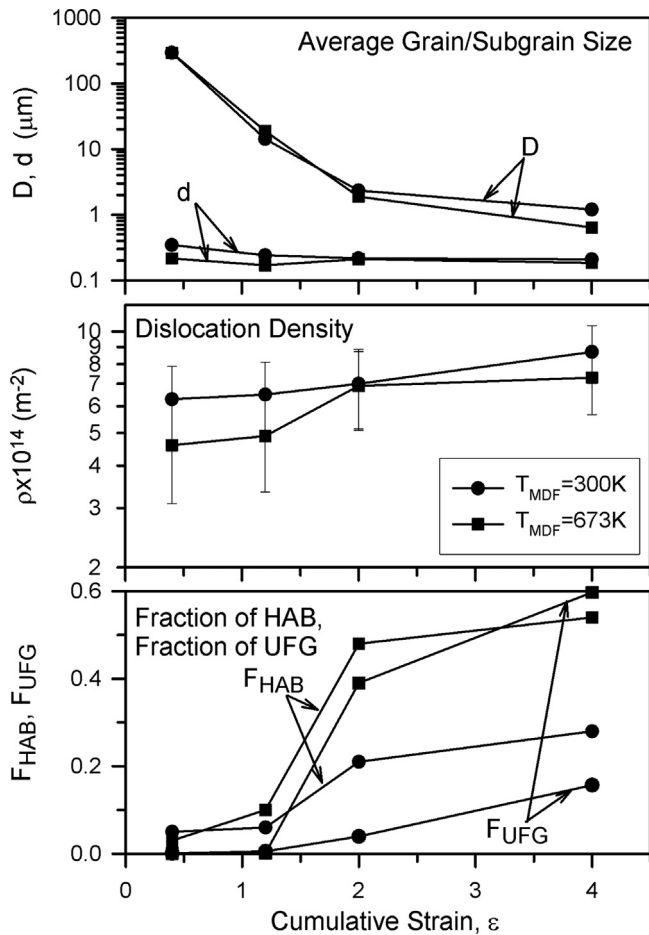 Average Grain/Subgrain Size
D, d (μm)
1000
100
10
1
0.1
D
d
Dislocation Density
ρx10¹⁴ (m⁻²)
10
9
8
7
6
5
4
3
2
T_MDF=300K
T_MDF=673K
Fraction of HAB,
Fraction of UFG
F_HAB, F_UFG
0.6
0.4
0.2
0.0
F_HAB
F_UFG
0 1 2 3 4
Cumulative Strain, ε